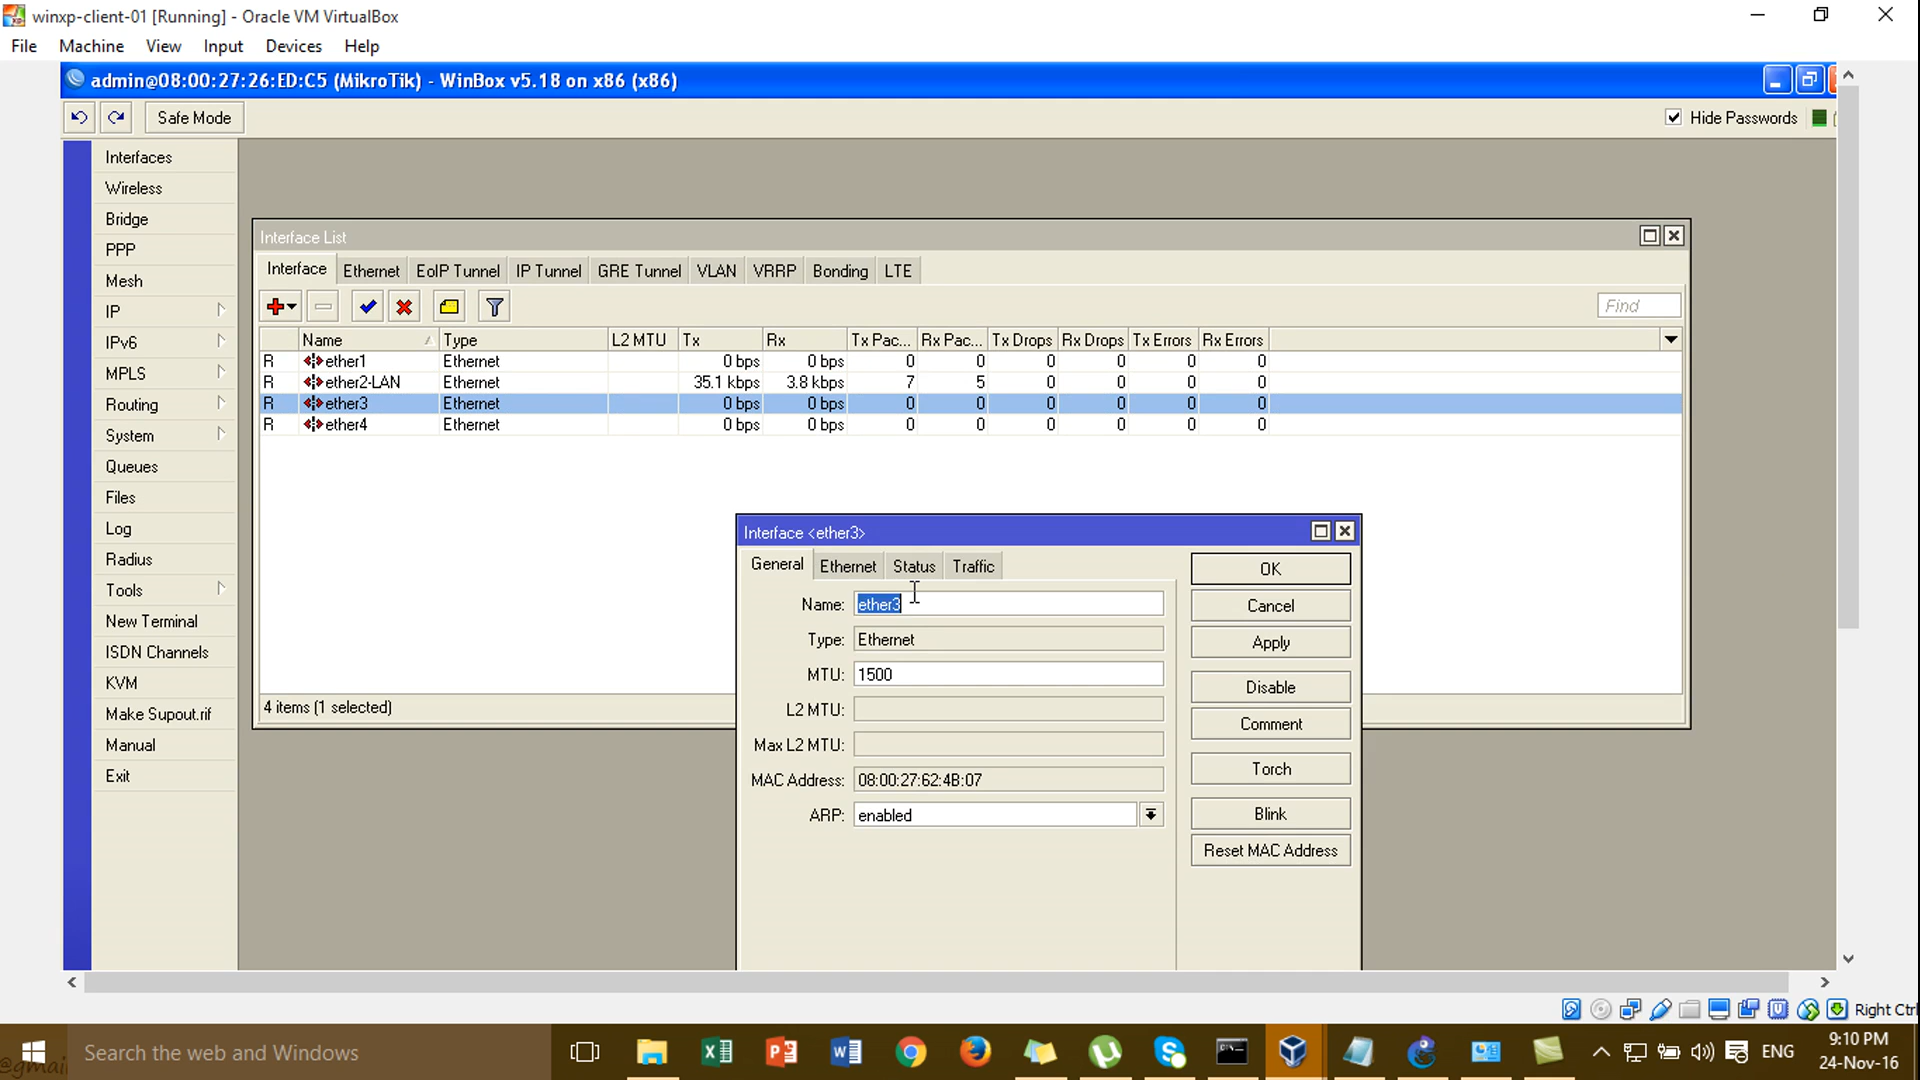 winxp-client-01 [Running] - Oracle VM VirtualBox
File Machine View Input Devices Help
admin@08:00:27:26:ED:C5 (MikroTik) - WinBox v5.18 on x86 (x86)
Safe Mode
Hide Passwords
Interfaces
Wireless
Bridge
PPP
Mesh
IP
IPv6
MPLS
Routing
System
Queues
Files
Log
Radius
Tools
New Terminal
ISDN Channels
KVM
Make Supout.rif
Manual
Exit
Interface List
Interface Ethernet EoIP Tunnel IP Tunnel GRE Tunnel VLAN VRRP Bonding LTE
Find
Name Type L2 MTU Tx Rx Tx Pac... Rx Pac... Tx Drops Rx Drops Tx Errors Rx Errors
R ether1 Ethernet 0 bps 0 bps 0 0 0 0 0 0
R ether2-LAN Ethernet 35.1 kbps 3.8 kbps 7 5 0 0 0 0
R ether3 Ethernet 0 bps 0 bps 0 0 0 0 0 0
R ether4 Ethernet 0 bps 0 bps 0 0 0 0 0 0
4 items (1 selected)
Interface <ether3>
General Ethernet Status Traffic
Name: ether3
Type: Ethernet
MTU: 1500
L2 MTU:
Max L2 MTU:
MAC Address: 08:00:27:62:4B:07
ARP: enabled
OK
Cancel
Apply
Disable
Comment
Torch
Blink
Reset MAC Address
Right Ctrl
Search the web and Windows
ENG
9:10 PM
24-Nov-16